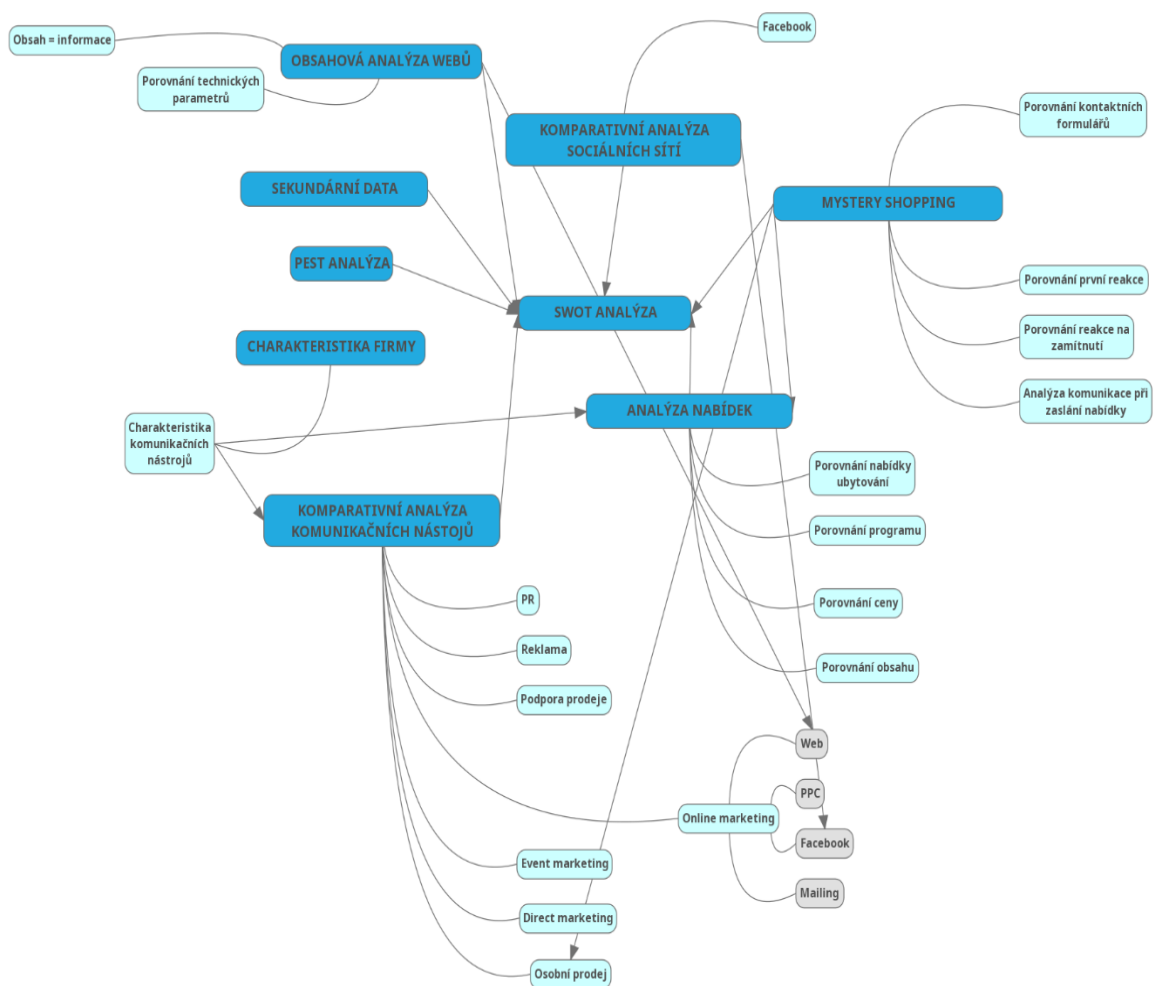 Facebook
Obsah = informace
OBSAHOVÁ ANALÝZA WEBŮ
Porovnání technických
parametrů
KOMPARATIVNÍ ANALÝZA
SOCIÁLNÍCH SÍTÍ
Porovnání kontaktních
formulářů
SEKUNDÁRNÍ DATA
MYSTERY SHOPPING
PEST ANALÝZA
Porovnání první reakce
SWOT ANALÝZA
Porovnání reakce na
zamítnutí
CHARAKTERISTIKA FIRMY
Analýza komunikace při
zaslání nabídky
ANALÝZA NABÍDEK
Charakteristika
komunikačních
nástrojů
Porovnání nabídky
ubytování
KOMPARATIVNÍ ANALÝZA
KOMUNIKAČNÍCH NÁSTOJŮ
Porovnání programu
PR
Porovnání ceny
Reklama
Porovnání obsahu
Podpora prodeje
Web
PPC
Online marketing
Facebook
Event marketing
Mailing
Direct marketing
Osobní prodej